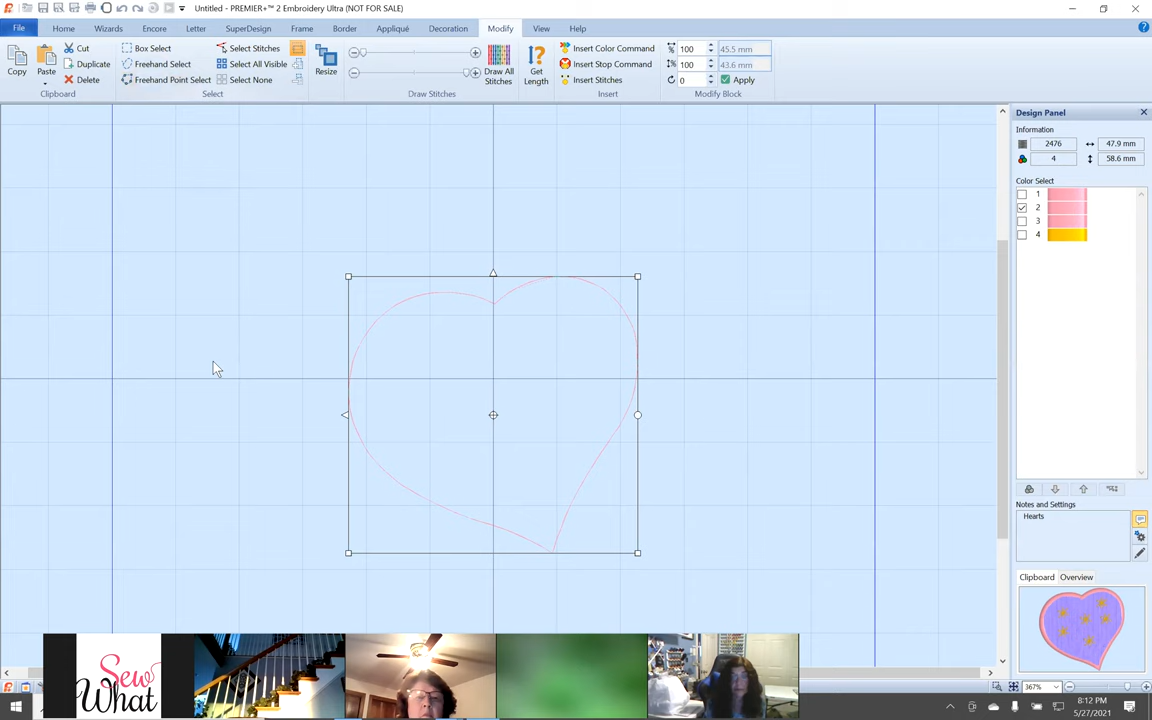 Untitled - PREMIER+™ 2 Embroidery Ultra (NOT FOR SALE)
File Home Wizards Encore Letter SuperDesign Frame Border Appliqué Decoration Modify View Help
Copy
Paste
Cut
Duplicate
Delete
Clipboard
Box Select
Freehand Select
Freehand Point Select
Select Stitches
Select All Visible
Select None
Select
Resize
Draw All
Stitches
Draw Stitches
Get
Length
Insert Color Command
Insert Stop Command
Insert Stitches
Insert
100
45.5 mm
100
43.6 mm
0
Apply
Modify Block
Design Panel
Information
2476
47.9 mm
4
58.6 mm
Color Select
1
2
3
4
Notes and Settings
Hearts
Clipboard Overview
367%
Sew
What
8:12 PM
5/27/2021